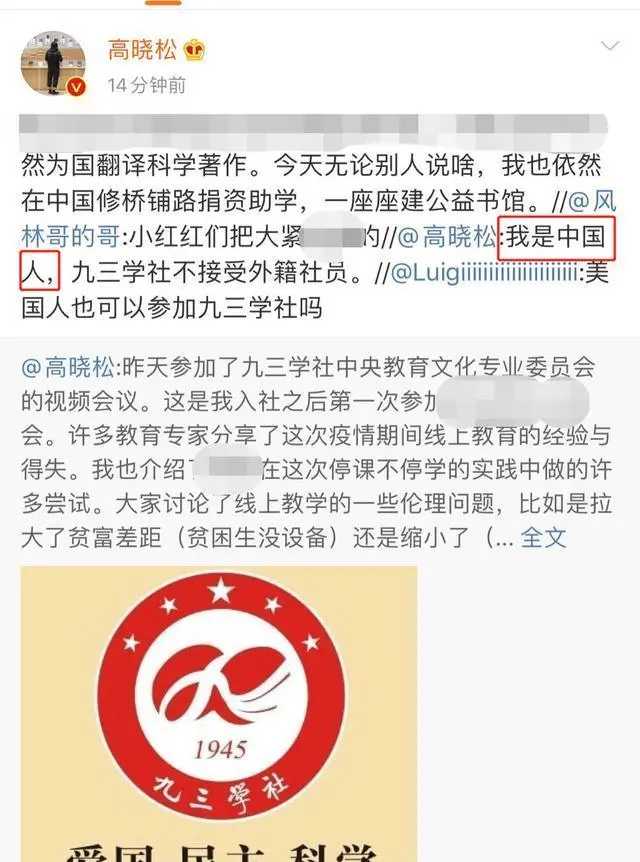 高晓松
14分钟前
然为国翻译科学著作。今天无论别人说啥，我也依然
在中国修桥铺路捐资助学，一座座建公益书馆。//@风
林哥的哥:小红红们把大紧 的//@高晓松:我是中国
人，九三学社不接受外籍社员。//@Luigiiiiiiiiiiiiiiiiiiiii:美
国人也可以参加九三学社吗
@高晓松:昨天参加了九三学社中央教育文化专业委员会
的视频会议。这是我入社之后第一次参加
会。许多教育专家分享了这次疫情期间线上教育的经验与
得失。我也介绍了 在这次停课不停学的实践中做的许
多尝试。大家讨论了线上教学的一些伦理问题，比如是拉
大了贫富差距（贫困生没设备）还是缩小了（... 全文
1945
九三学社
爱国 民主 科学